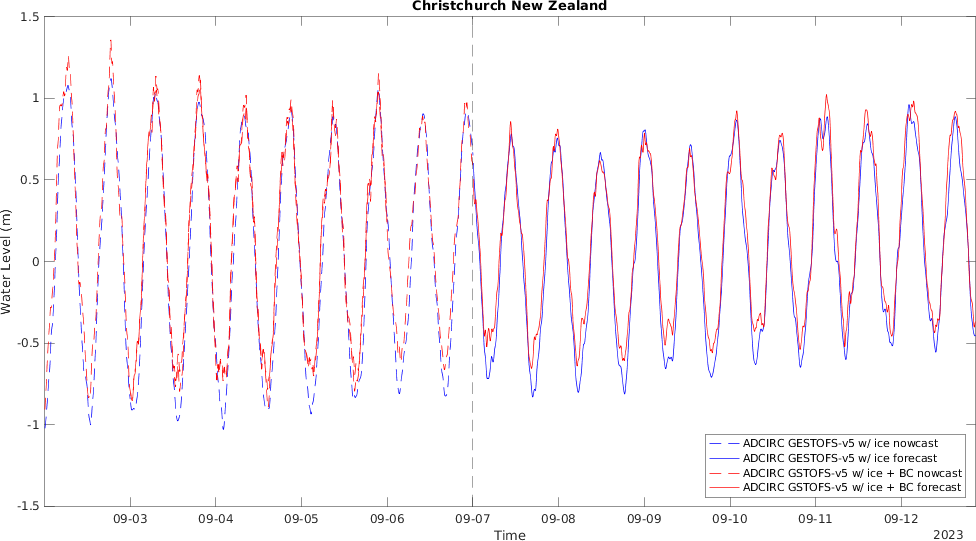 Christchurch New Zealand
1.5
1
0.5
0
-0.5
-1
-1.5
Water Level (m)
09-03 09-04 09-05 09-06 09-07 09-08 09-09 09-10 09-11 09-12
Time
2023
ADCIRC GESTOFS-v5 w/ ice nowcast
ADCIRC GESTOFS-v5 w/ ice forecast
ADCIRC GSTOFS-v5 w/ ice + BC nowcast
ADCIRC GSTOFS-v5 w/ ice + BC forecast